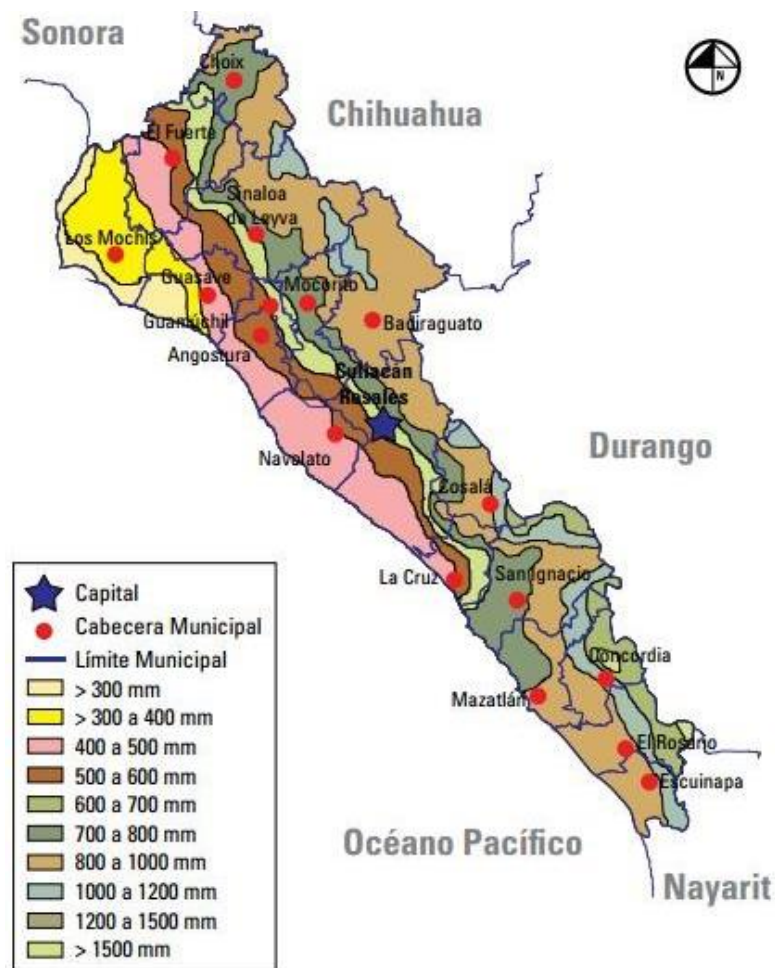 Sonora
Choix
N
Chihuahua
El Fuerte
Sinaloa
de Leyva
Los Mochis
Guasave
Mocorito
Guamúchil
Badiraguato
Angostura
Culiacán
Rosales
Durango
Navolato
Cosalá
La Cruz
San Ignacio
Capital
Cabecera Municipal
Límite Municipal
> 300 mm
> 300 a 400 mm
400 a 500 mm
500 a 600 mm
600 a 700 mm
700 a 800 mm
800 a 1000 mm
1000 a 1200 mm
1200 a 1500 mm
> 1500 mm
Concordia
Mazatlán
El Rosario
Escuinapa
Océano Pacífico
Nayarit